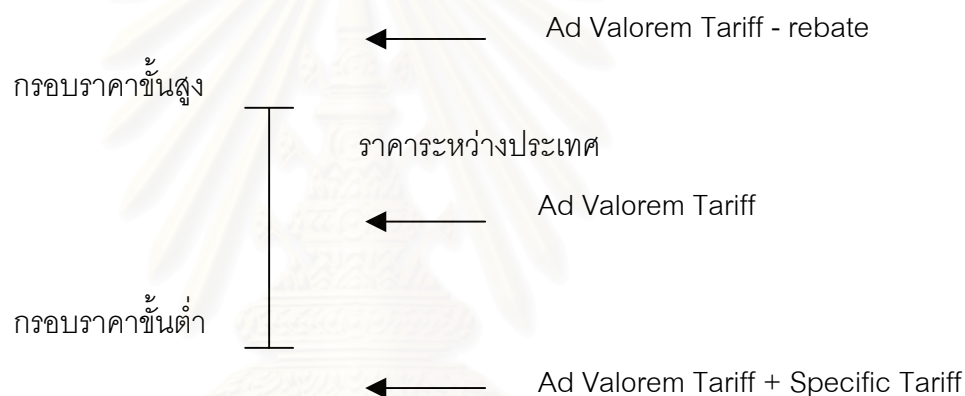 Ad Valorem Tariff - rebate
กรอบราคาขั้นสูง
ราคาระหว่างประเทศ
Ad Valorem Tariff
กรอบราคาขั้นต่ำ
Ad Valorem Tariff + Specific Tariff